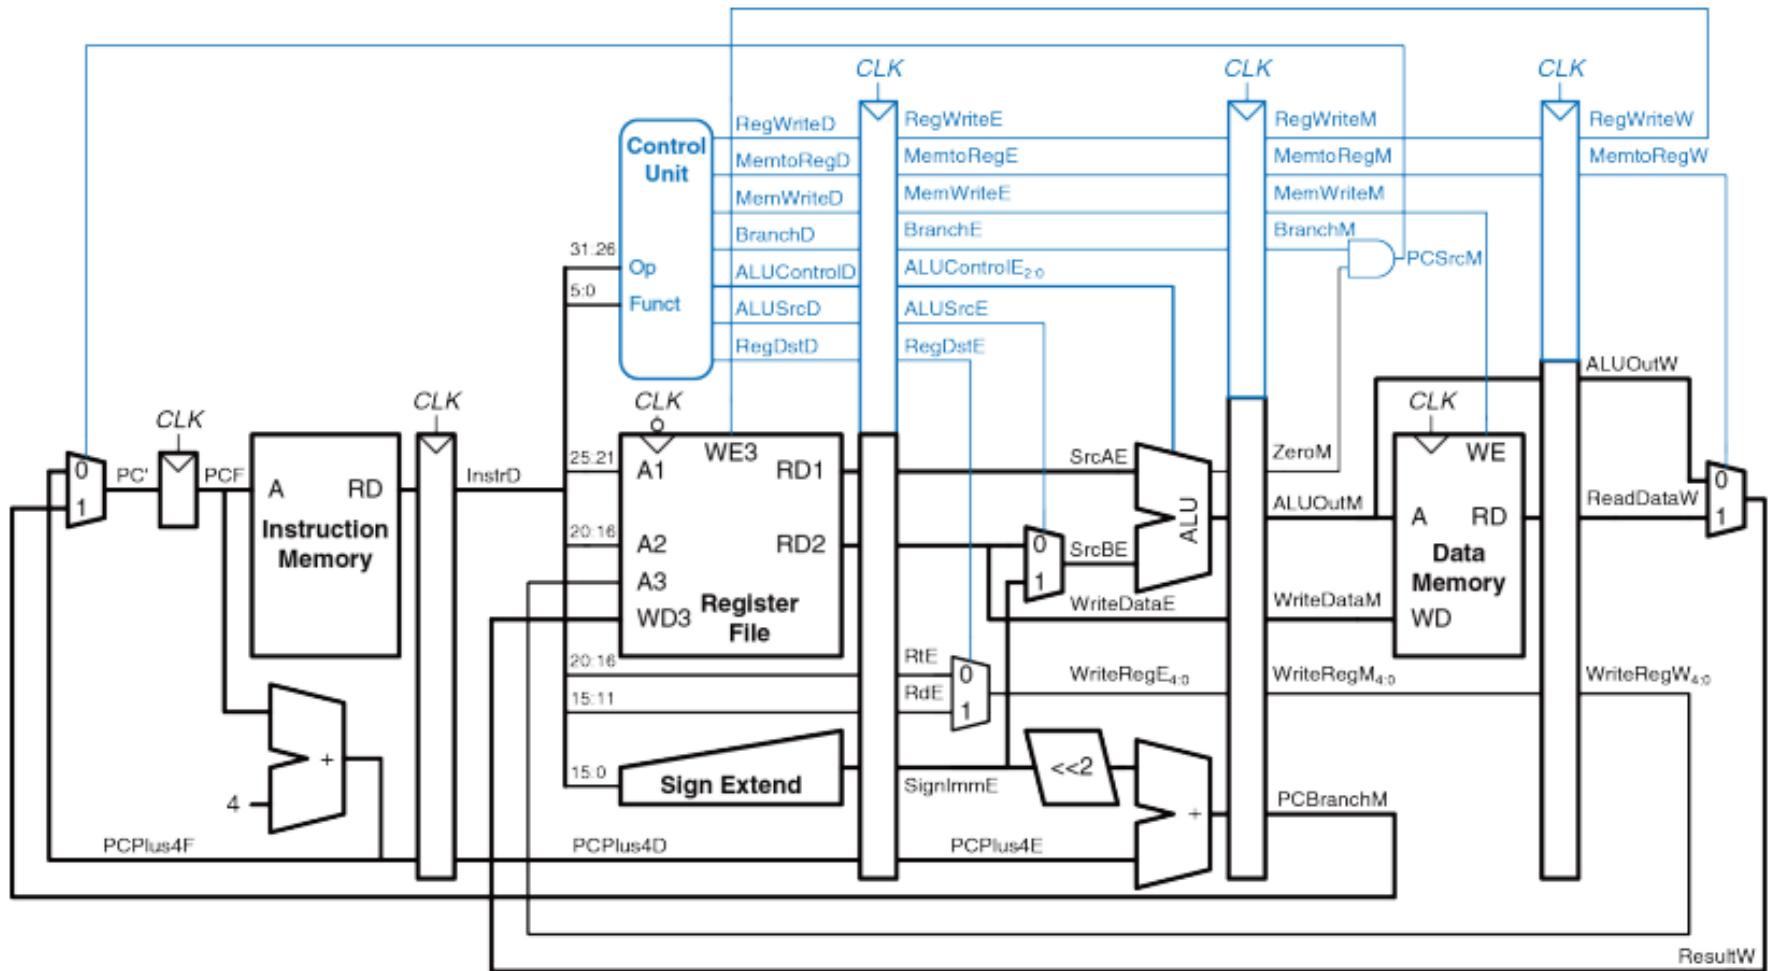 CLK
CLK
CLK
Control
Unit
RegWriteD
RegWriteE
RegWriteM
RegWriteW
MemtoRegD
MemtoRegE
MemtoRegM
MemtoRegW
MemWriteD
MemWriteE
MemWriteM
BranchD
BranchE
BranchM
31:26
Op
ALUControlD
ALUControlE2:0
PCSrcM
5:0
Funct
ALUSrcD
ALUSrcE
RegDstD
RegDstE
ALUOutW
CLK
CLK
CLK
CLK
0
1
PC'
PCF
A
RD
Instruction
Memory
InstrD
25:21
A1
WE3
RD1
SrcAE
ZeroM
WE
20:16
A2
RD2
0
1
SrcBE
ALU
ALUOutM
A
RD
Data
Memory
ReadDataW
0
1
A3
WD3
Register
File
WriteDataE
WriteDataM
WD
20:16
RtE
0
15:11
RdE
1
WriteRegE4:0
WriteRegM4:0
WriteRegW4:0
+
4
15:0
Sign Extend
SignImmE
<<2
+
PCBranchM
PCPlus4F
PCPlus4D
PCPlus4E
ResultW